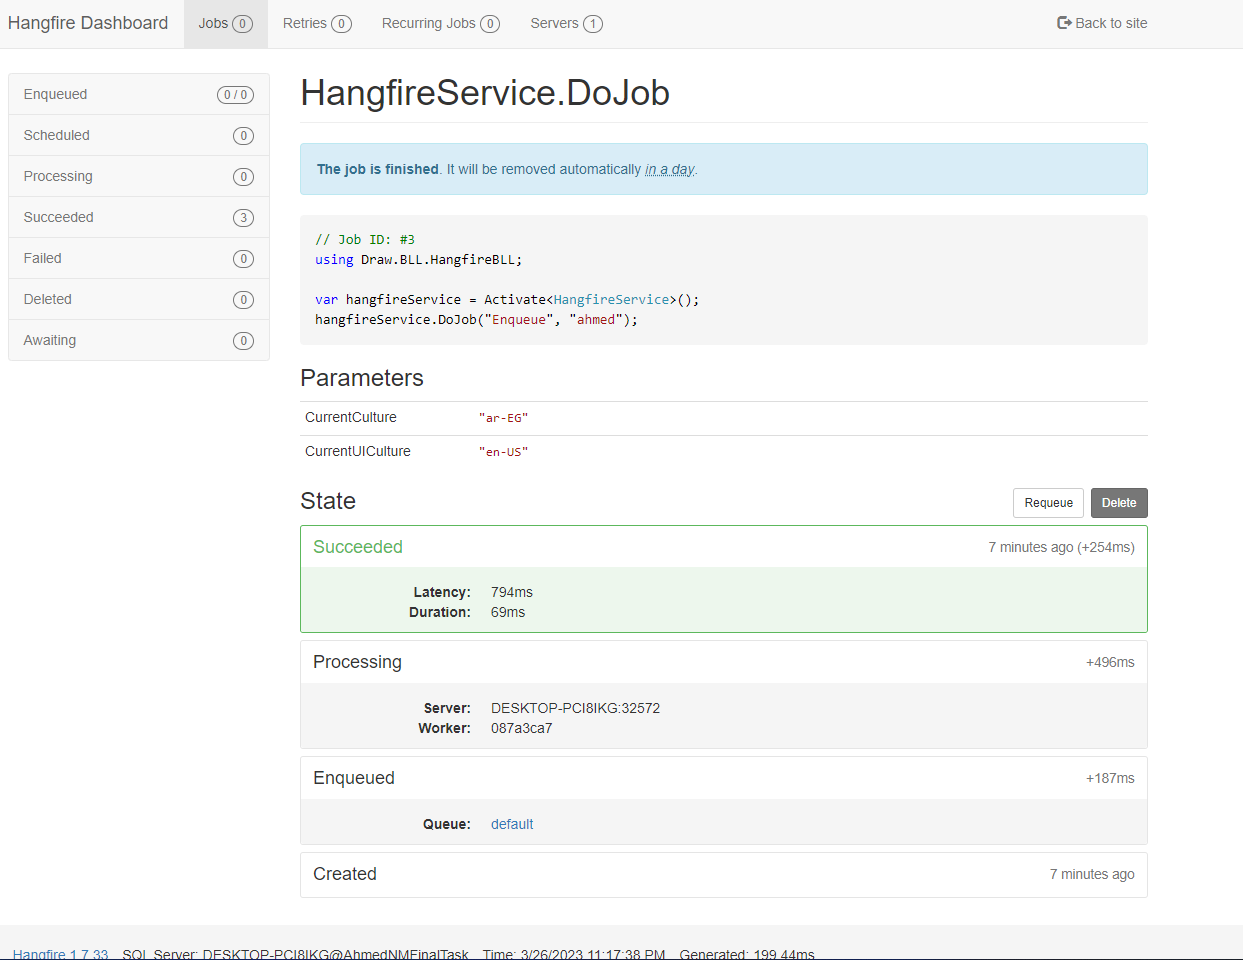 Hangfire Dashboard
Jobs 0
Retries 0
Recurring Jobs 0
Servers 1
Back to site
Enqueued 0 / 0
Scheduled 0
Processing 0
Succeeded 3
Failed 0
Deleted 0
Awaiting 0
HangfireService.DoJob
The job is finished. It will be removed automatically in a day.
// Job ID: #3
using Draw.BLL.HangfireBLL;
var hangfireService = Activate<HangfireService>();
hangfireService.DoJob("Enqueue", "ahmed");
Parameters
CurrentCulture "ar-EG"
CurrentUICulture "en-US"
State
Requeue
Delete
Succeeded 7 minutes ago (+254ms)
Latency: 794ms
Duration: 69ms
Processing +496ms
Server: DESKTOP-PCI8IKG:32572
Worker: 087a3ca7
Enqueued +187ms
Queue: default
Created 7 minutes ago
Hangfire 1.7.33 SQL Server: DESKTOP-PCI8IKG@AhmedNMFinalTask Time: 3/26/2023 11:17:38 PM Generated: 199.44ms